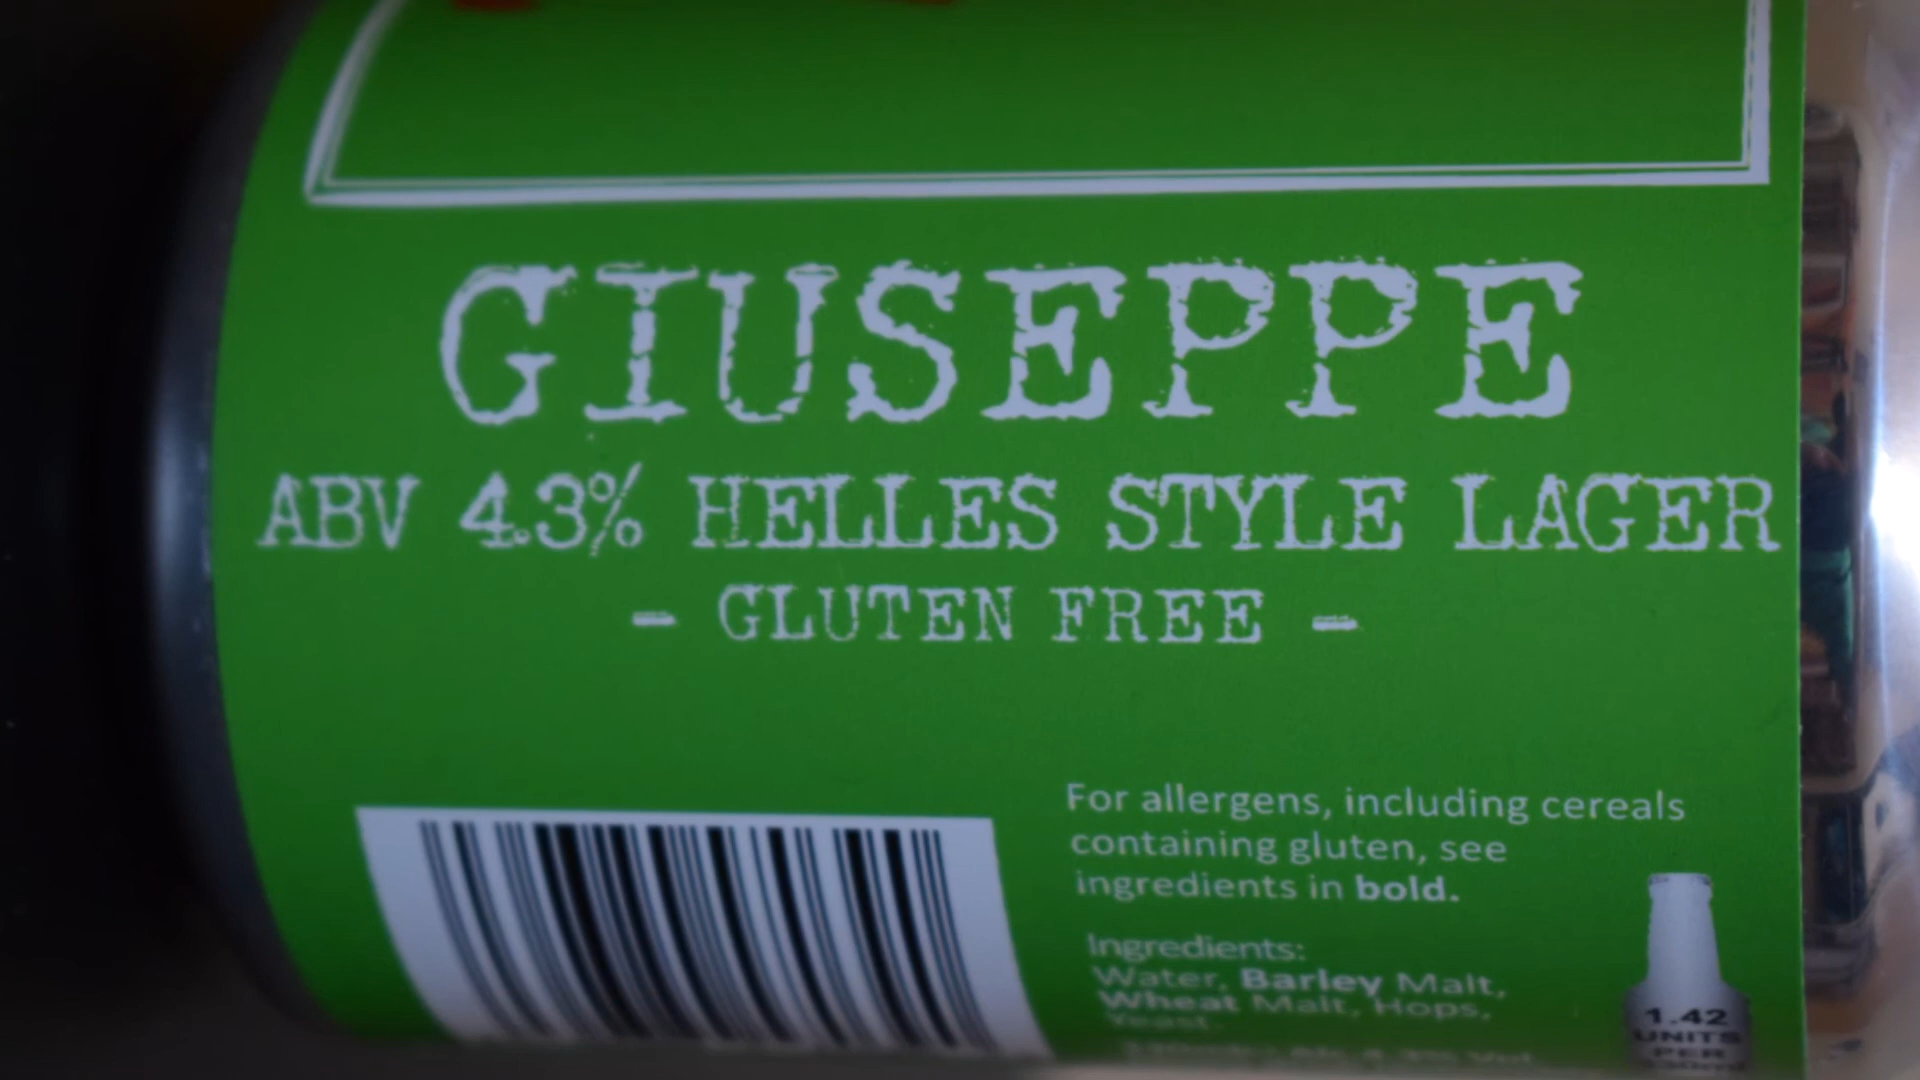 GIUSEPPE
ABV 4.3% HELLES STYLE LAGER
- GLUTEN FREE -
For allergens, including cereals
containing gluten, see
ingredients in bold.
Ingredients:
Water, Barley Malt,
Wheat Malt, Hops,
Yeast.
1.42
UNITS
PER